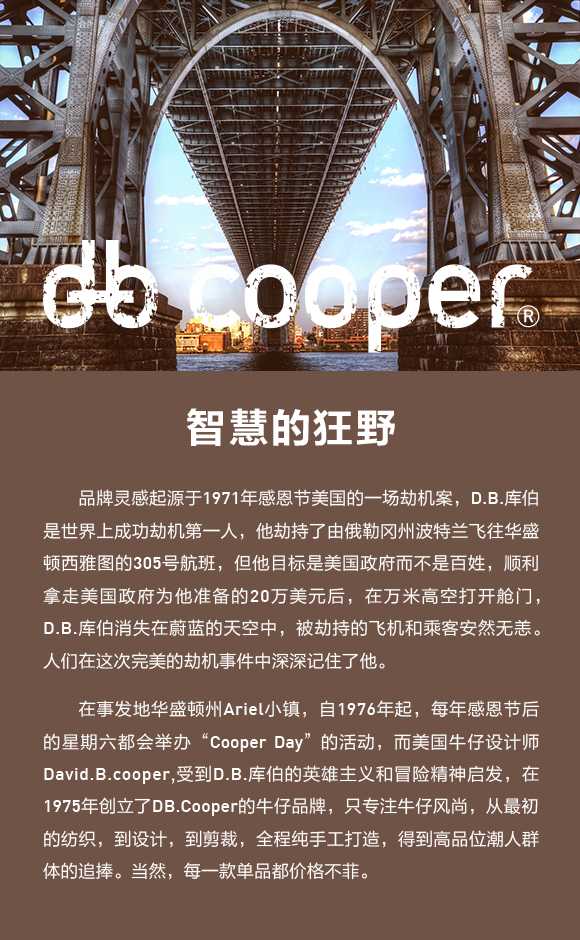 db cooper®
智慧的狂野
品牌灵感起源于1971年感恩节美国的一场劫机案，D.B.库伯
是世界上成功劫机第一人，他劫持了由俄勒冈州波特兰飞往华盛
顿西雅图的305号航班，但他目标是美国政府而不是百姓，顺利
拿走美国政府为他准备的20万美元后，在万米高空打开舱门，
D.B.库伯消失在蔚蓝的天空中，被劫持的飞机和乘客安然无恙。
人们在这次完美的劫机事件中深深记住了他。
在事发地华盛顿州Ariel小镇，自1976年起，每年感恩节后
的星期六都会举办“Cooper Day”的活动，而美国牛仔设计师
David.B.cooper,受到D.B.库伯的英雄主义和冒险精神启发，在
1975年创立了DB.Cooper的牛仔品牌，只专注牛仔风尚，从最初
的纺织，到设计，到剪裁，全程纯手工打造，得到高品位潮人群
体的追捧。当然，每一款单品都价格不菲。